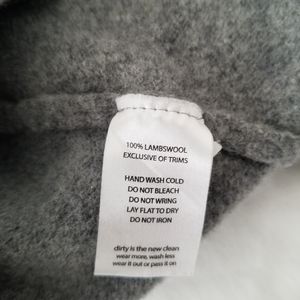 100% LAMBSWOOL
EXCLUSIVE OF TRIMS
HAND WASH COLD
DO NOT BLEACH
DO NOT WRING
LAY FLAT TO DRY
DO NOT IRON
dirty is the new clean
wear more, wash less
wear it out or pass it on